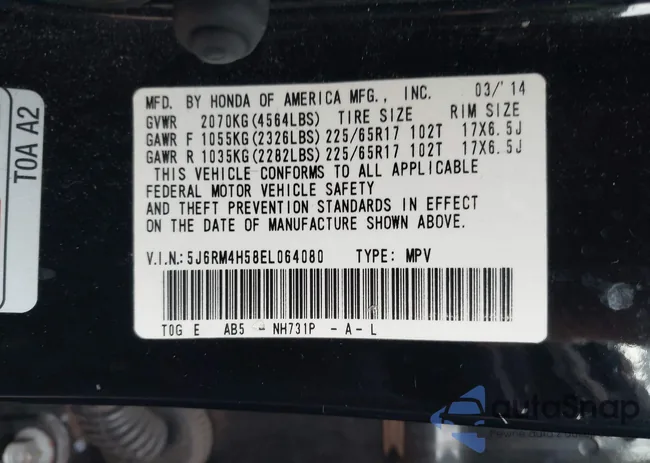 MFD. BY HONDA OF AMERICA MFG., INC. 03/'14
GVWR 2070KG(4564LBS) TIRE SIZE RIM SIZE
GAWR F 1055KG(2326LBS) 225/65R17 102T 17X6.5J
GAWR R 1035KG(2282LBS) 225/65R17 102T 17X6.5J
THIS VEHICLE CONFORMS TO ALL APPLICABLE
FEDERAL MOTOR VEHICLE SAFETY
AND THEFT PREVENTION STANDARDS IN EFFECT
ON THE DATE OF MANUFACTURE SHOWN ABOVE.
V.I.N.: 5J6RM4H58EL064080 TYPE: MPV
T0G E AB5 - NH731P - A - L
T0A A2
autoSnap